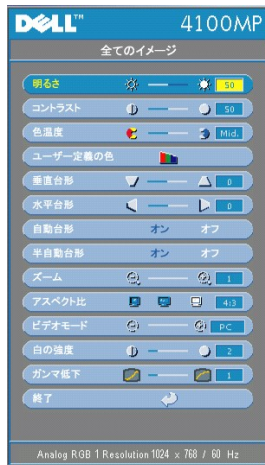 DELL™ 4100MP
全てのイメージ
明るさ 50
コントラスト 50
色温度 Mid.
ユーザー定義の色
垂直台形 0
水平台形 0
自動台形 オン オフ
半自動台形 オン オフ
ズーム 1
アスペクト比 4:3
ビデオモード PC
白の強度 2
ガンマ低下 1
終了
Analog RGB 1 Resolution 1024 x 768 / 60 Hz